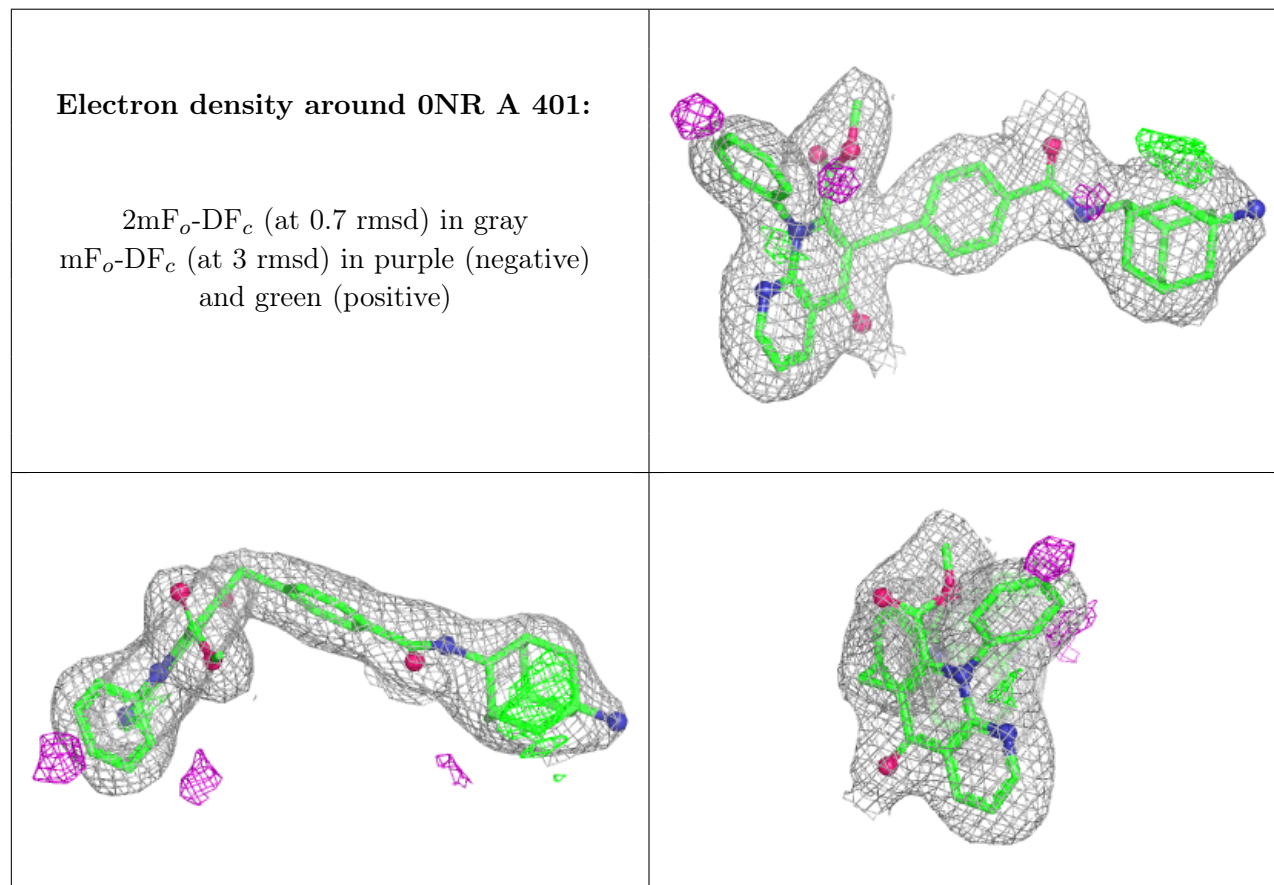 Electron density around 0NR A 401:
2mFo-DFc (at 0.7 rmsd) in gray
mFo-DFc (at 3 rmsd) in purple (negative)
and green (positive)